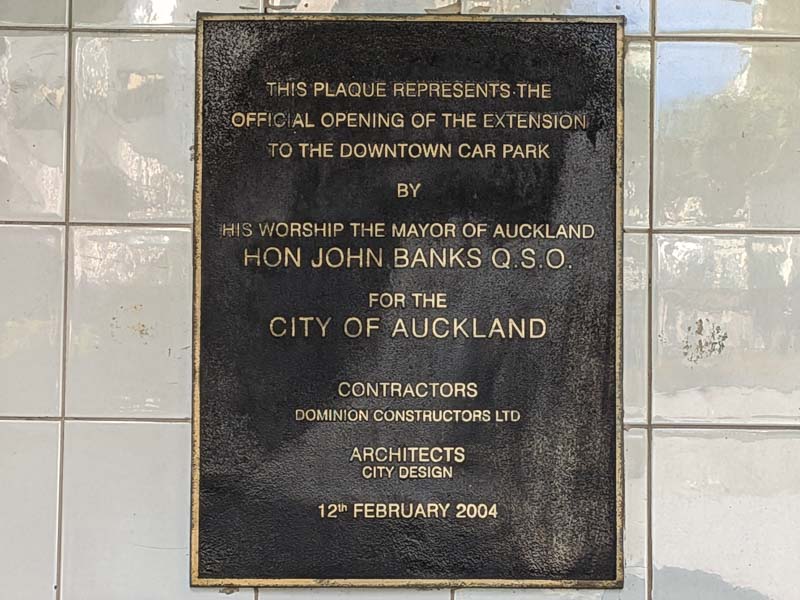 THIS PLAQUE REPRESENTS THE
OFFICIAL OPENING OF THE EXTENSION
TO THE DOWNTOWN CAR PARK
BY
HIS WORSHIP THE MAYOR OF AUCKLAND
HON JOHN BANKS Q.S.O.
FOR THE
CITY OF AUCKLAND
CONTRACTORS
DOMINION CONSTRUCTORS LTD
ARCHITECTS
CITY DESIGN
12th FEBRUARY 2004